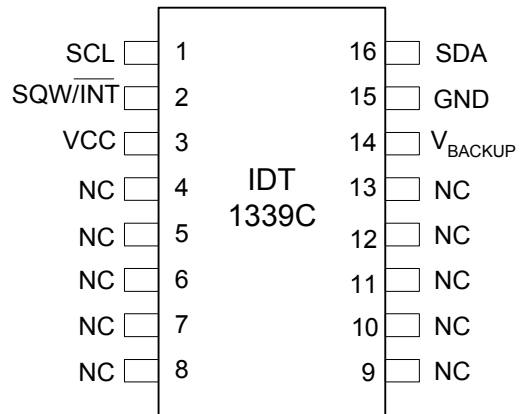 SCL 1 16 SDA
SQW/INT 2 15 GND
VCC 3 14 VBACKUP
NC 4 IDT 13 NC
1339C
NC 5 12 NC
NC 6 11 NC
NC 7 10 NC
NC 8 9 NC